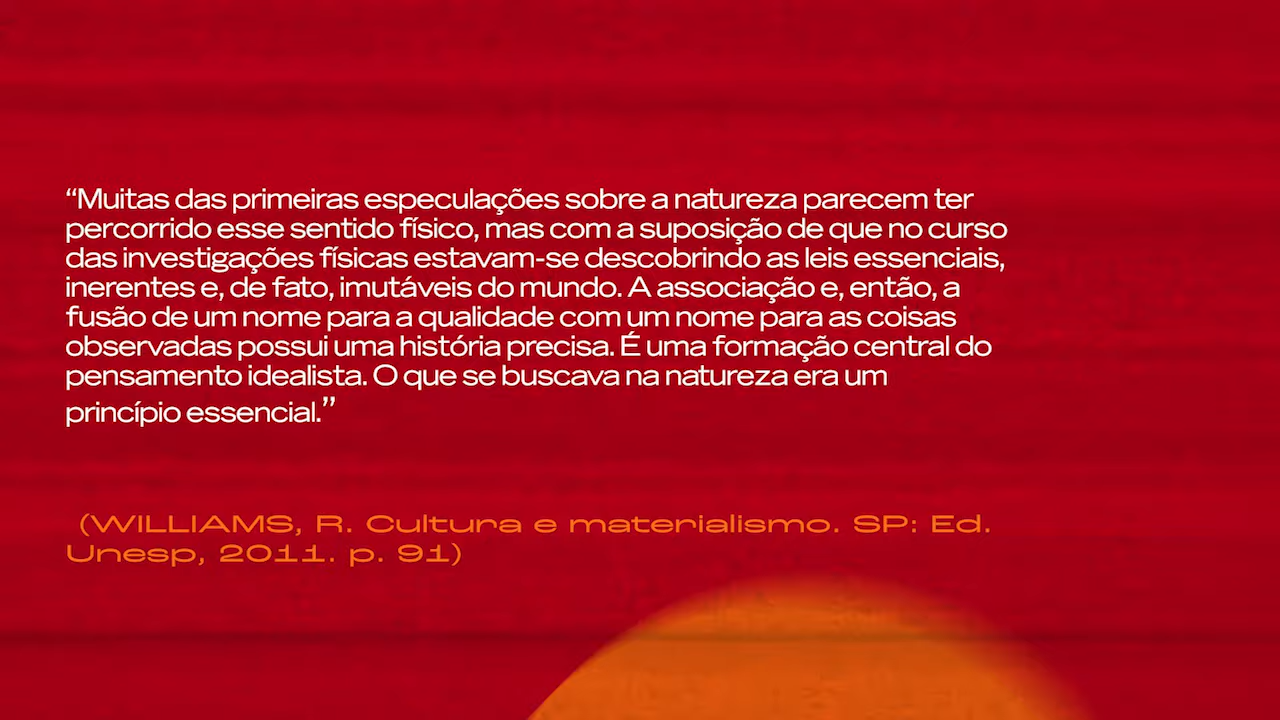 “Muitas das primeiras especulações sobre a natureza parecem ter
percorrido esse sentido físico, mas com a suposição de que no curso
das investigações físicas estavam-se descobrindo as leis essenciais,
inerentes e, de fato, imutáveis do mundo. A associação e, então, a
fusão de um nome para a qualidade com um nome para as coisas
observadas possui uma história precisa. É uma formação central do
pensamento idealista. O que se buscava na natureza era um
princípio essencial.”
(WILLIAMS, R. Cultura e materialismo. SP: Ed.
Unesp, 2011. p. 91)